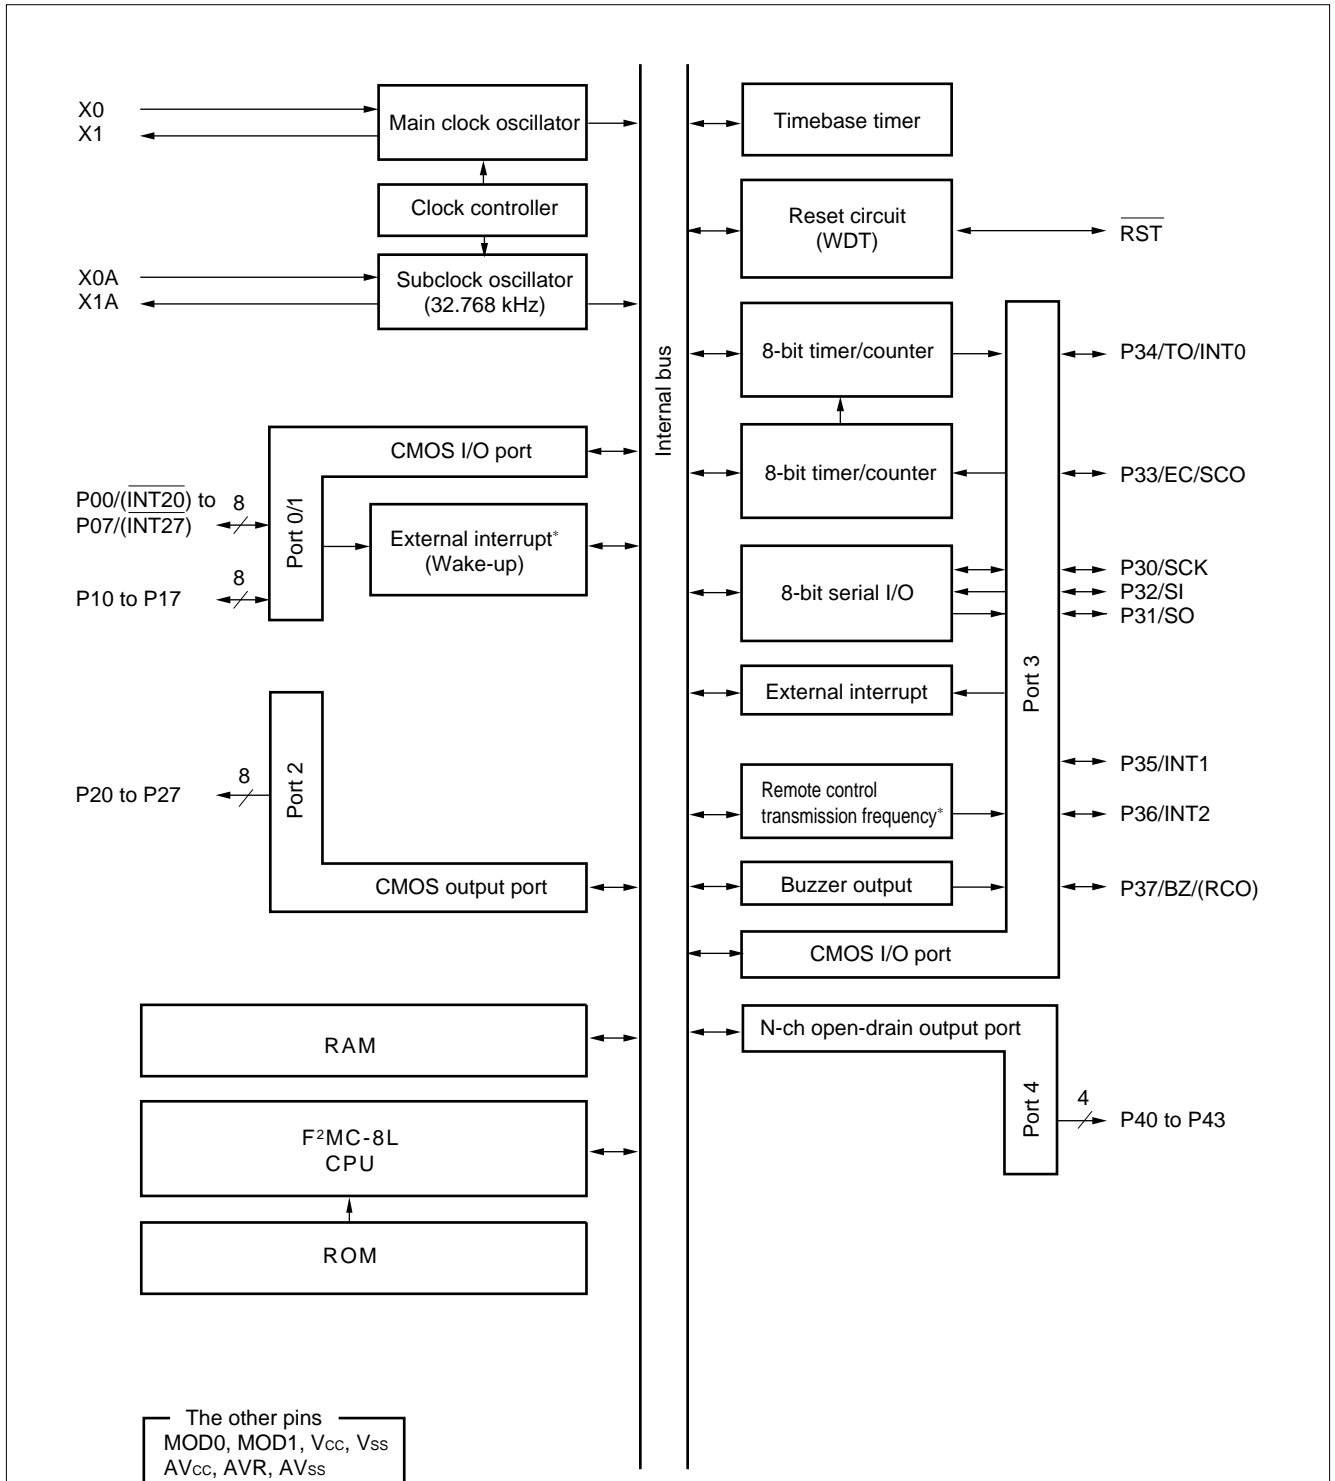 X0
X1
Main clock oscillator
Clock controller
X0A
X1A
Subclock oscillator
(32.768 kHz)
CMOS I/O port
P00/(INT20) to
P07/(INT27)
8
Port 0/1
External interrupt*
(Wake-up)
P10 to P17
8
Port 2
P20 to P27
8
CMOS output port
RAM
F²MC-8L
CPU
ROM
The other pins
MOD0, MOD1, Vcc, Vss
AVcc, AVR, AVss
Internal bus
Timebase timer
Reset circuit
(WDT)
RST
8-bit timer/counter
P34/TO/INT0
8-bit timer/counter
P33/EC/SCO
8-bit serial I/O
P30/SCK
P32/SI
P31/SO
Port 3
External interrupt
P35/INT1
Remote control
transmission frequency*
P36/INT2
Buzzer output
P37/BZ/(RCO)
CMOS I/O port
N-ch open-drain output port
Port 4
4
P40 to P43